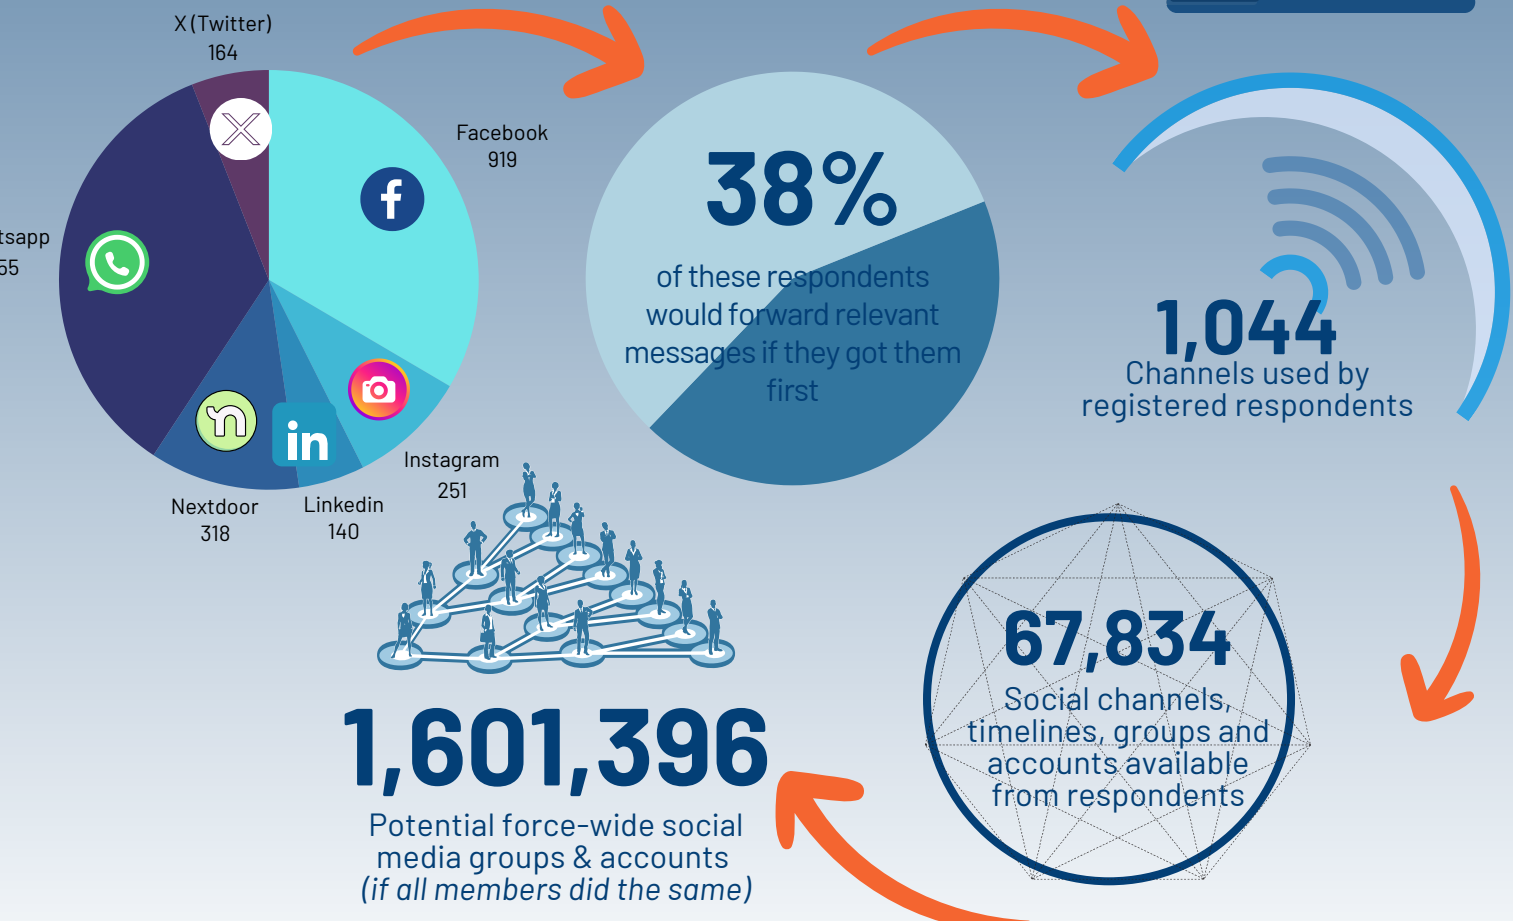 X (Twitter)
164
Facebook
919
tsapp
55
Instagram
251
Linkedin
140
Nextdoor
318
in
38%
of these respondents
would forward relevant
messages if they got them
first
1,044
Channels used by
registered respondents
67,834
Social channels,
timelines, groups and
accounts available
from respondents
1,601,396
Potential force-wide social
media groups & accounts
(if all members did the same)